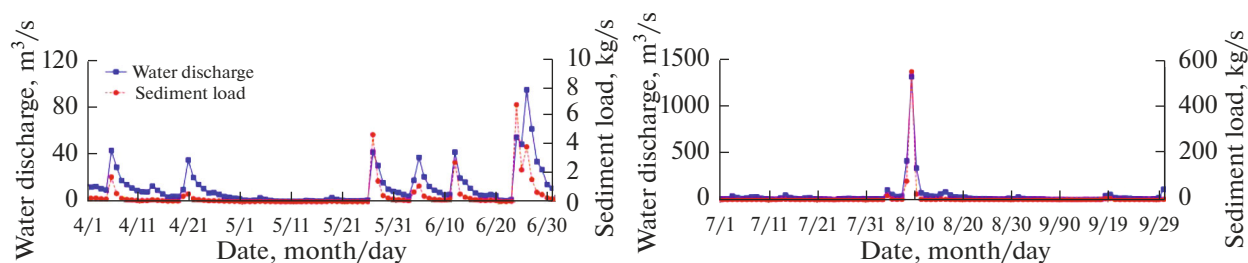 Water discharge, m³/s
120
80
40
0
Water discharge
Sediment load
10
8
6
4
2
0
Sediment load, kg/s
4/1 4/11 4/21 5/1 5/11 5/21 5/31 6/10 6/20 6/30
Date, month/day
Water discharge, m³/s
1500
1000
500
0
600
400
200
0
Sediment load, kg/s
7/1 7/11 7/21 7/31 8/10 8/20 8/30 9/90 9/19 9/29
Date, month/day